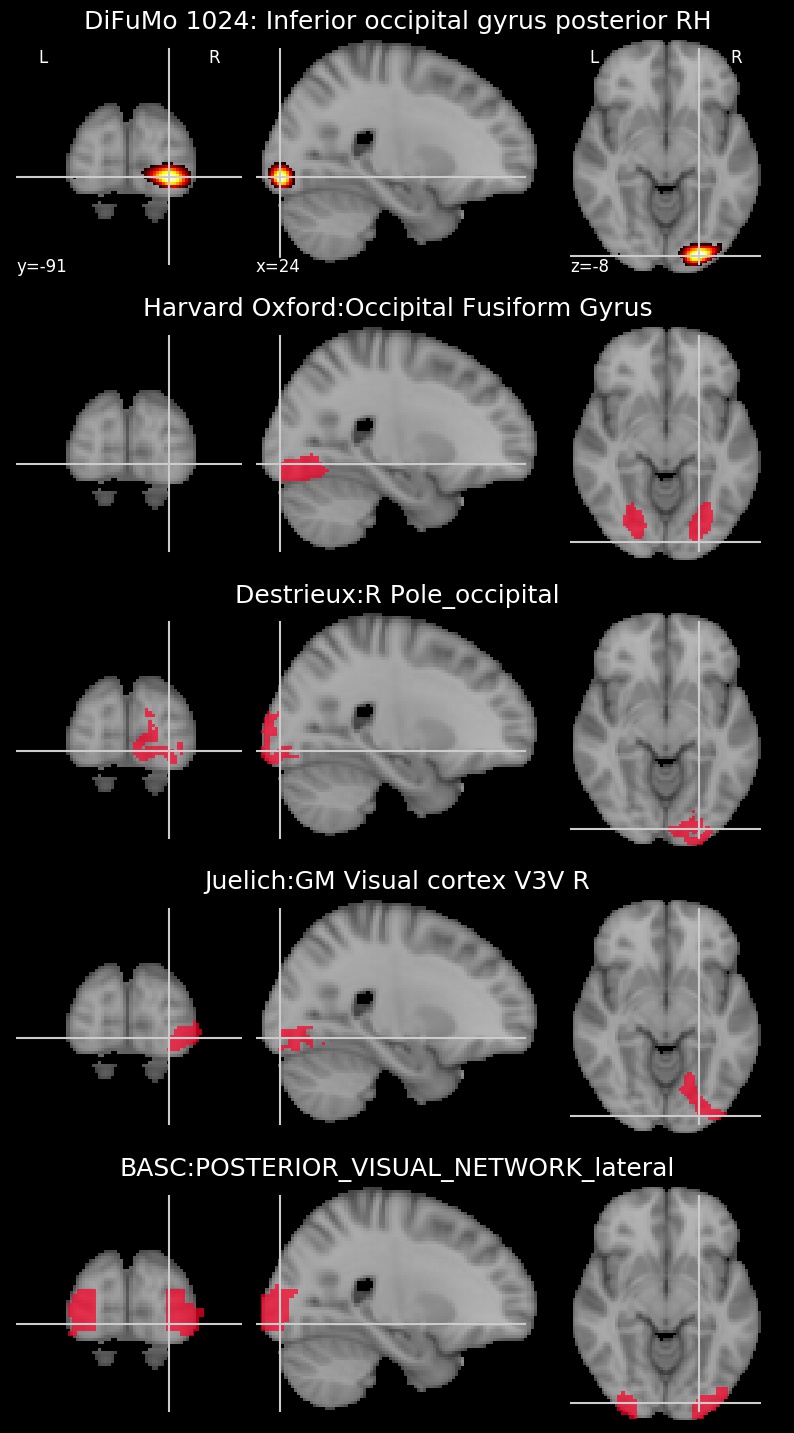 DiFuMo 1024: Inferior occipital gyrus posterior RH
L R L R
y=-91 x=24 z=-8
Harvard Oxford:Occipital Fusiform Gyrus
Destrieux:R Pole_occipital
Juelich:GM Visual cortex V3V R
BASC:POSTERIOR_VISUAL_NETWORK_lateral